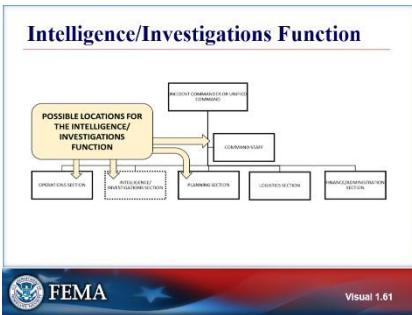 Intelligence/Investigations Function
INCIDENT COMMANDER OR UNIFIED
COMMAND
POSSIBLE LOCATIONS FOR
THE INTELLIGENCE/
INVESTIGATIONS
FUNCTION
COMMAND STAFF
OPERATIONS SECTION
INTELLIGENCE/
INVESTIGATIONS SECTION
PLANNING SECTION
LOGISTICS SECTION
FINANCE/ADMINISTRATION
SECTION
FEMA
Visual 1.61